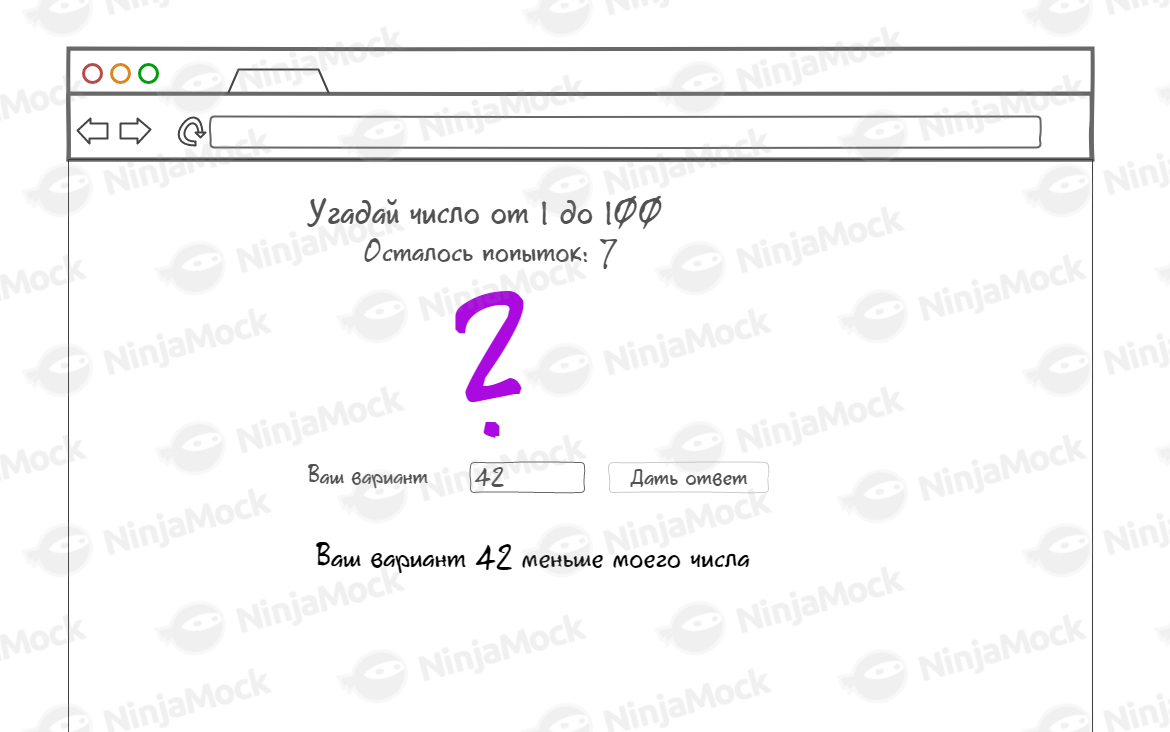 Угадай число от 1 до 100
Осталось попыток: 7
?
Ваш вариант 42 Дать ответ
Ваш вариант 42 меньше моего числа
NinjaMock